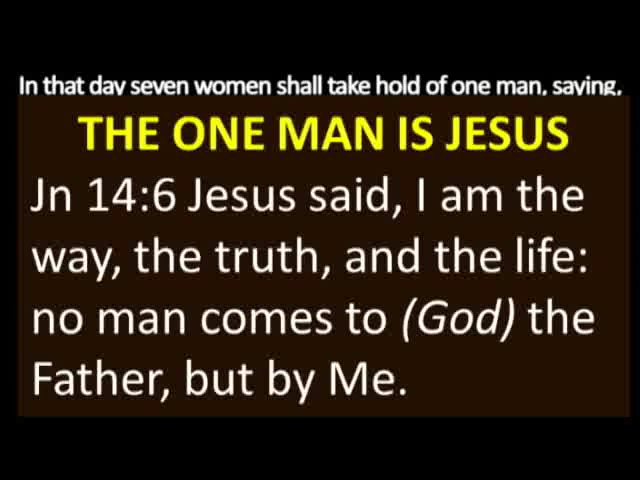 In that day seven women shall take hold of one man, saying,
THE ONE MAN IS JESUS
Jn 14:6 Jesus said, I am the
way, the truth, and the life:
no man comes to (God) the
Father, but by Me.